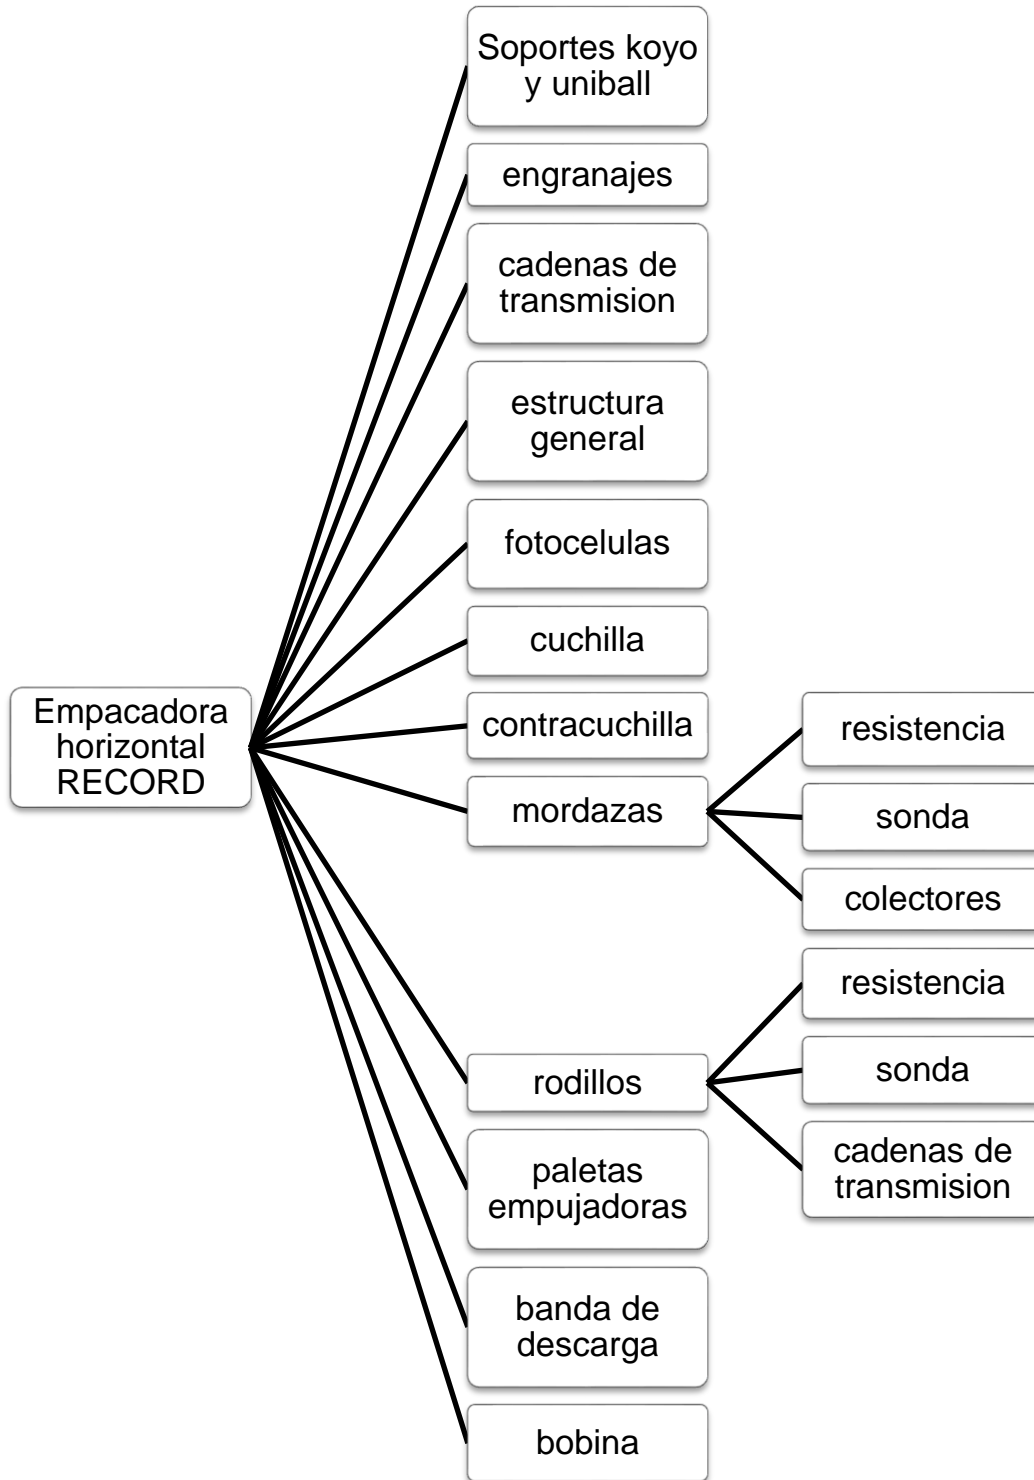 Soportes koyo
y uniball
engranajes
cadenas de
transmision
estructura
general
fotocelulas
cuchilla
Empacadora
horizontal
RECORD
contracuchilla
mordazas
resistencia
sonda
colectores
rodillos
resistencia
sonda
cadenas de
transmision
paletas
empujadoras
banda de
descarga
bobina